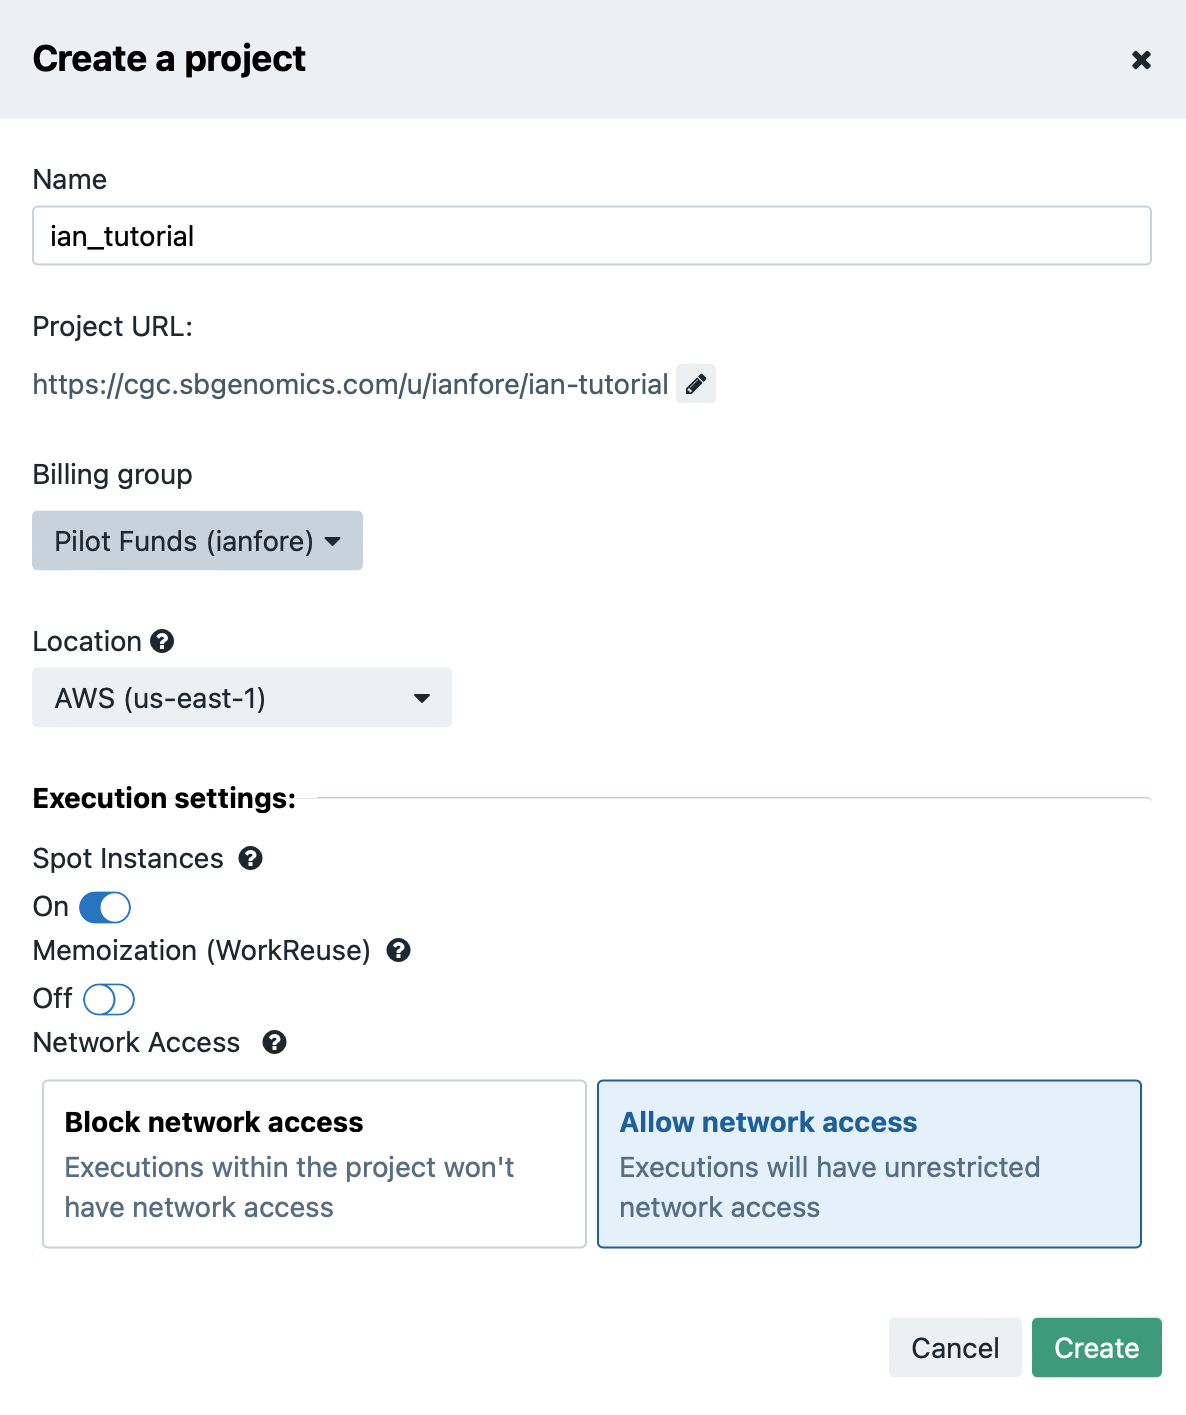 Create a project
Name
ian_tutorial
Project URL:
https://cgc.sbgenomics.com/u/ianfore/ian-tutorial
Billing group
Pilot Funds (ianfore)
Location
AWS (us-east-1)
Execution settings:
Spot Instances
On
Memoization (WorkReuse)
Off
Network Access
Block network access
Executions within the project won't
have network access
Allow network access
Executions will have unrestricted
network access
Cancel
Create